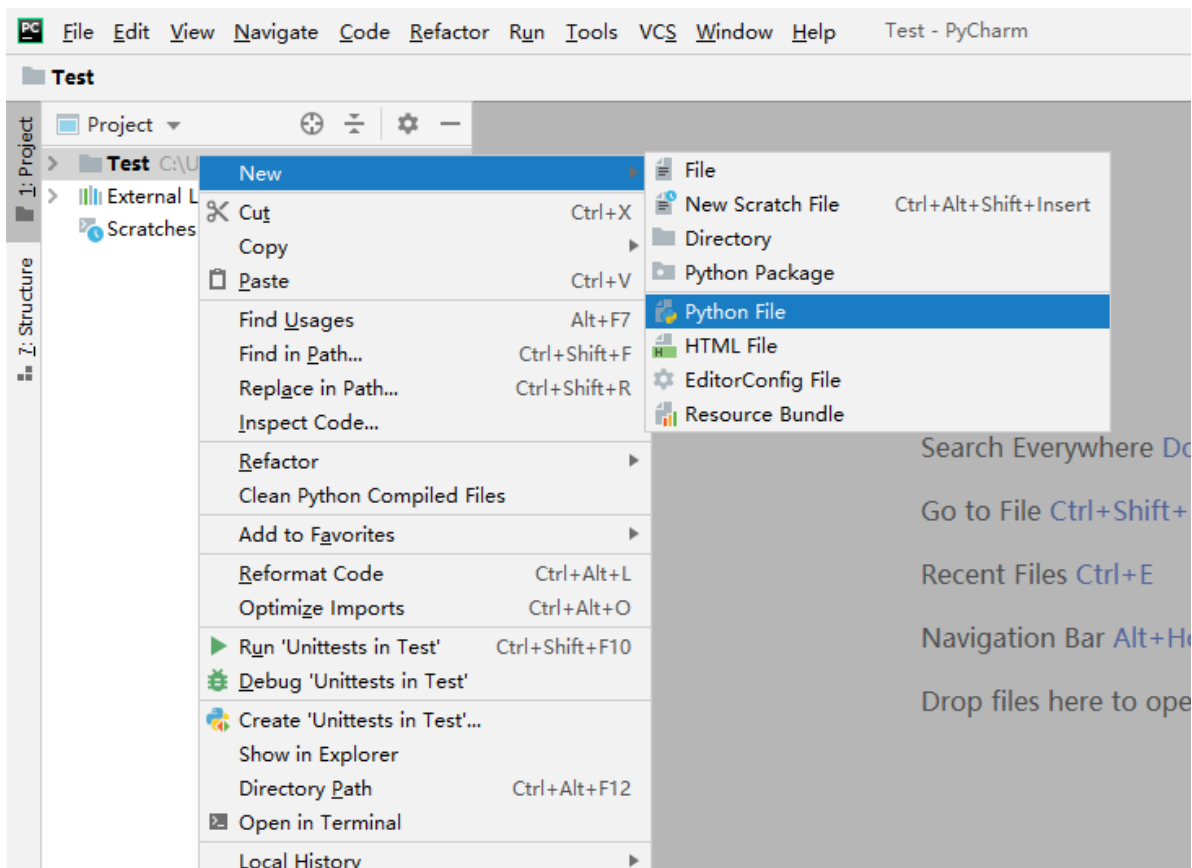 PC File Edit View Navigate Code Refactor Run Tools VCS Window Help Test - PyCharm
Test
1: Project
7: Structure
Project
Test C:\U
External L
Scratches
New
Cut Ctrl+X
Copy
Paste Ctrl+V
Find Usages Alt+F7
Find in Path... Ctrl+Shift+F
Replace in Path... Ctrl+Shift+R
Inspect Code...
Refactor
Clean Python Compiled Files
Add to Favorites
Reformat Code Ctrl+Alt+L
Optimize Imports Ctrl+Alt+O
Run 'Unittests in Test' Ctrl+Shift+F10
Debug 'Unittests in Test'
Create 'Unittests in Test'...
Show in Explorer
Directory Path Ctrl+Alt+F12
Open in Terminal
Local History
File
New Scratch File Ctrl+Alt+Shift+Insert
Directory
Python Package
Python File
HTML File
EditorConfig File
Resource Bundle
Search Everywhere Do
Go to File Ctrl+Shift+
Recent Files Ctrl+E
Navigation Bar Alt+Ho
Drop files here to ope